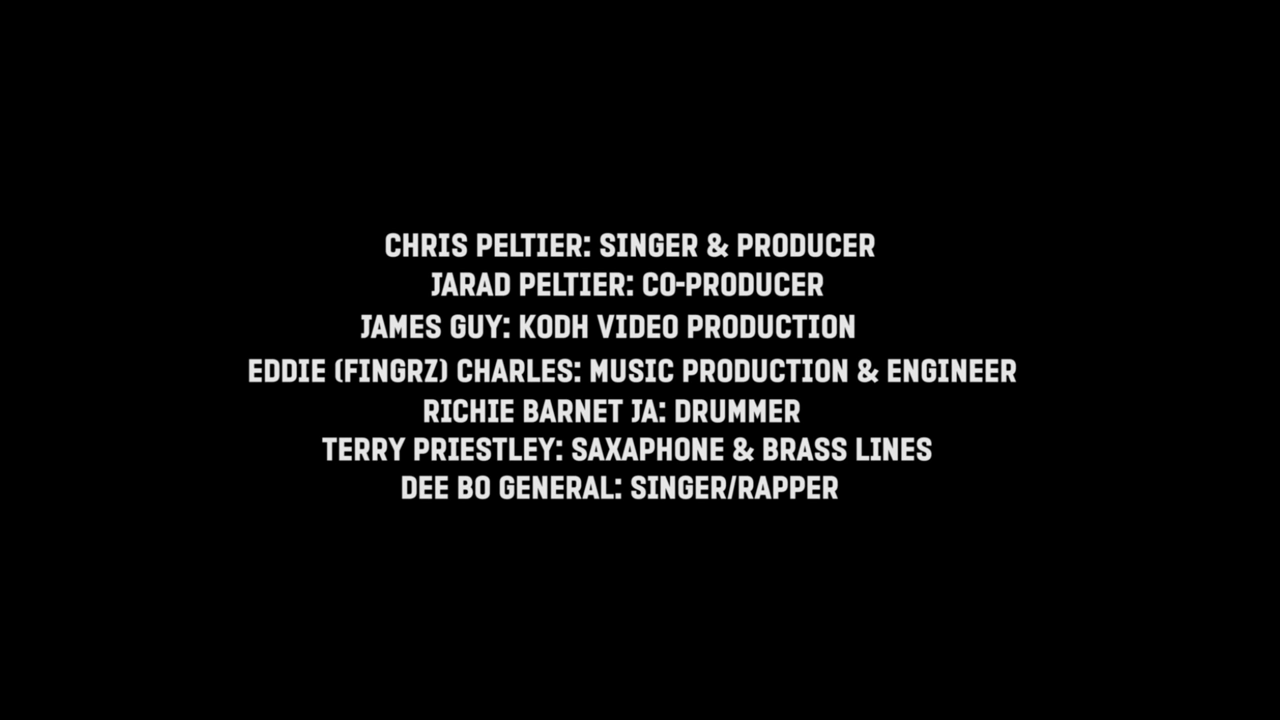 CHRIS PELTIER: SINGER & PRODUCER
JARAD PELTIER: CO-PRODUCER
JAMES GUY: KODH VIDEO PRODUCTION
EDDIE (FINGRZ) CHARLES: MUSIC PRODUCTION & ENGINEER
RICHIE BARNET JA: DRUMMER
TERRY PRIESTLEY: SAXAPHONE & BRASS LINES
DEE BO GENERAL: SINGER/RAPPER